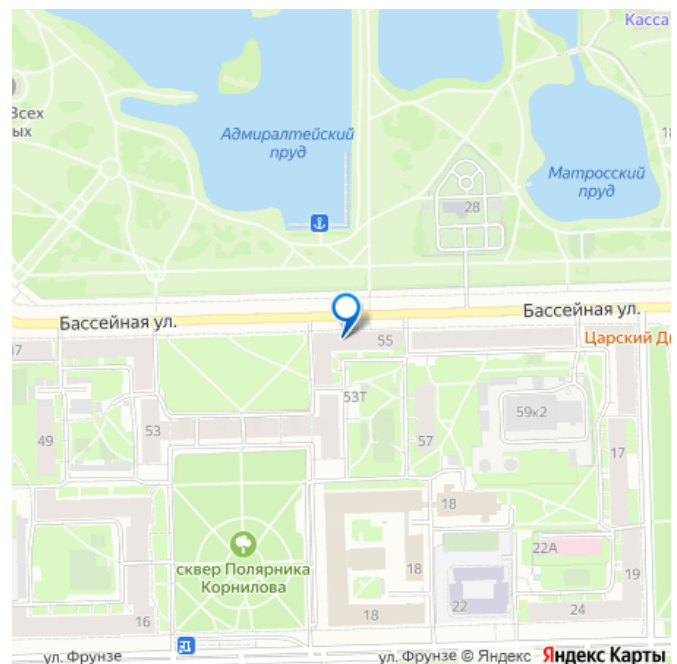 Касса
Всех
ых
Адмиралтейский
пруд
Матросский
пруд
28
Бассейная ул.
Бассейная ул.
Царский
55
53Т
49
53
57
59к2
17
18
сквер Полярника
Корнилова
18
22А
22
16
18
24
19
ул. Фрунзе
ул. Фрунзе
© Яндекс
Яндекс Карты